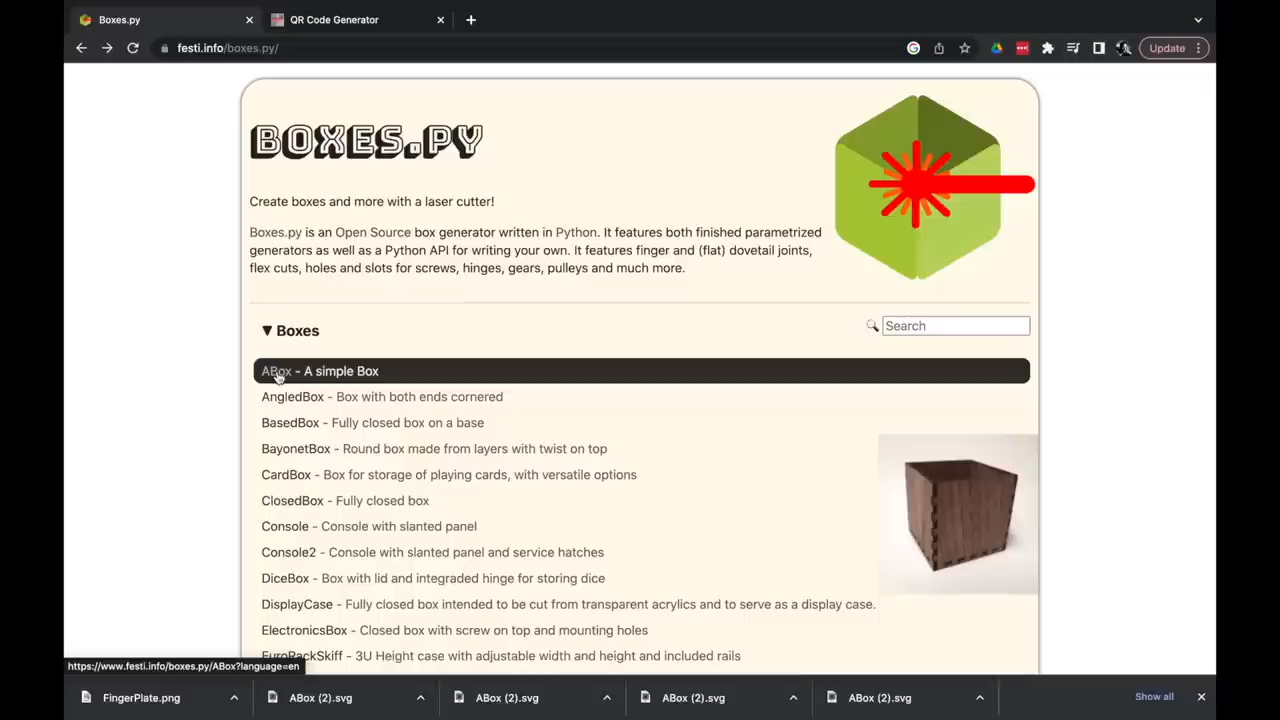 Boxes.py
QR Code Generator
festi.info/boxes.py/
Update
BOXES.PY
Create boxes and more with a laser cutter!
Boxes.py is an Open Source box generator written in Python. It features both finished parametrized
generators as well as a Python API for writing your own. It features finger and (flat) dovetail joints,
flex cuts, holes and slots for screws, hinges, gears, pulleys and much more.
▼ Boxes
Search
ABox - A simple Box
AngledBox - Box with both ends cornered
BasedBox - Fully closed box on a base
BayonetBox - Round box made from layers with twist on top
CardBox - Box for storage of playing cards, with versatile options
ClosedBox - Fully closed box
Console - Console with slanted panel
Console2 - Console with slanted panel and service hatches
DiceBox - Box with lid and integraded hinge for storing dice
DisplayCase - Fully closed box intended to be cut from transparent acrylics and to serve as a display case.
ElectronicsBox - Closed box with screw on top and mounting holes
EuroRackSkiff - 3U Height case with adjustable width and height and included rails
https://www.festi.info/boxes.py/ABox?language=en
FingerPlate.png
ABox (2).svg
ABox (2).svg
ABox (2).svg
ABox (2).svg
Show all